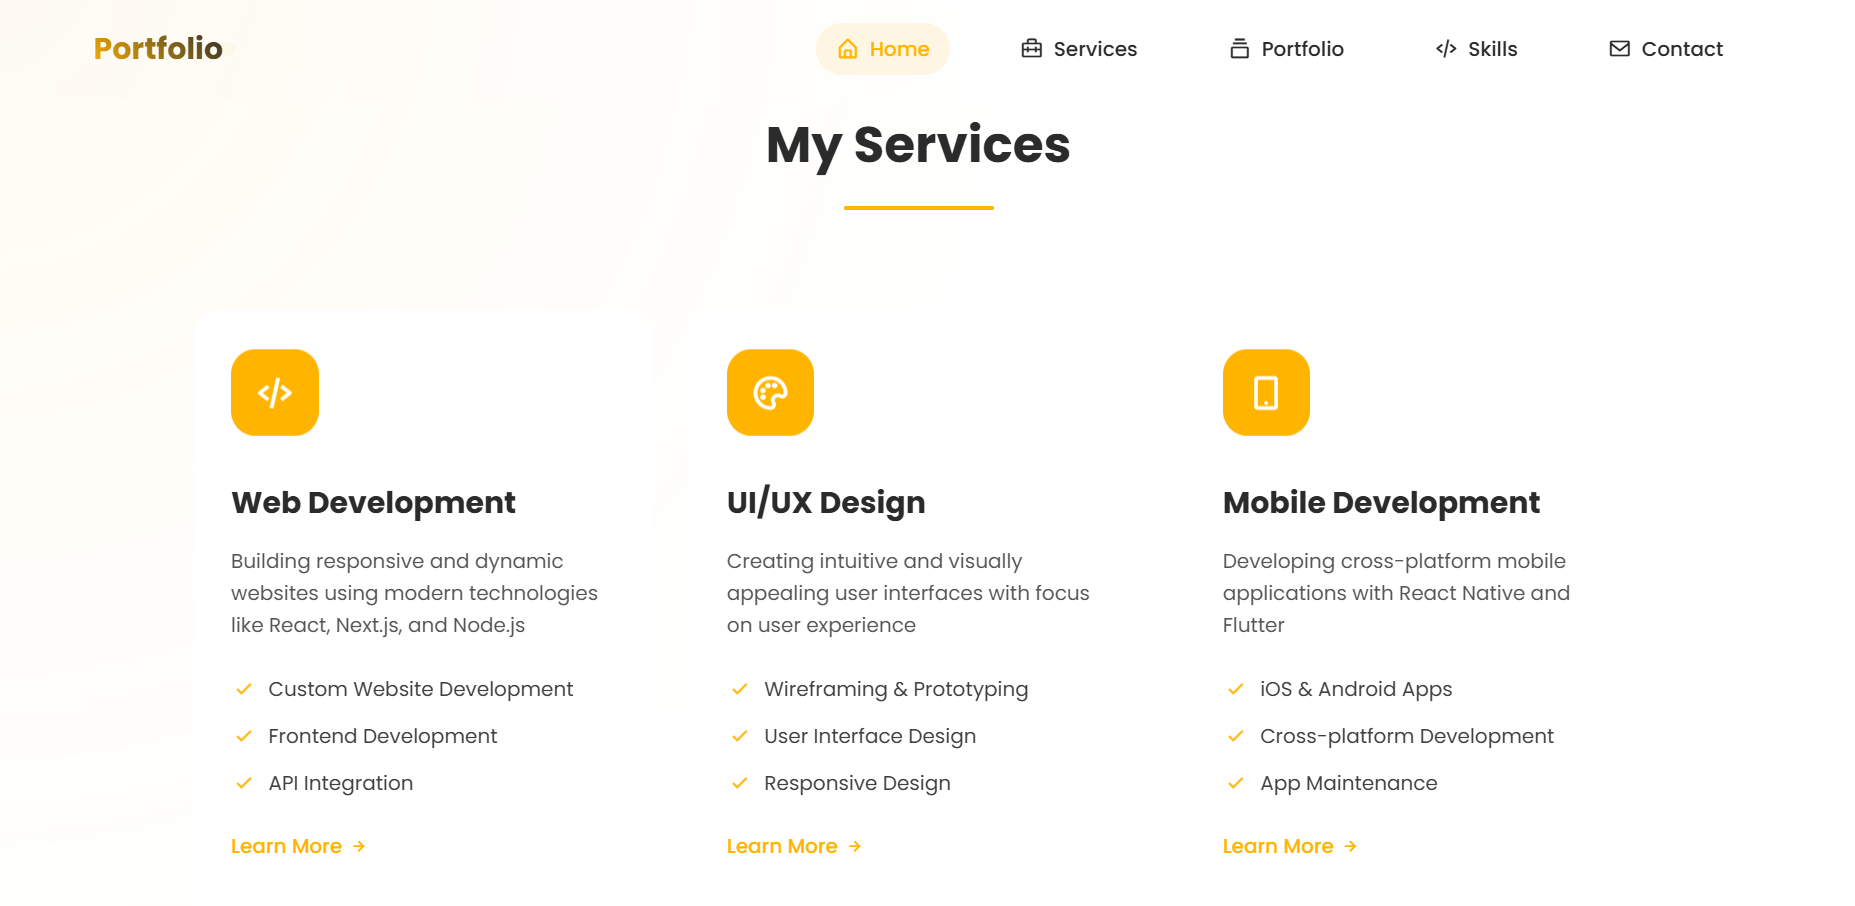 Portfolio
Home
Services
Portfolio
Skills
Contact
My Services
Web Development
Building responsive and dynamic
websites using modern technologies
like React, Next.js, and Node.js
Custom Website Development
Frontend Development
API Integration
Learn More
UI/UX Design
Creating intuitive and visually
appealing user interfaces with focus
on user experience
Wireframing & Prototyping
User Interface Design
Responsive Design
Learn More
Mobile Development
Developing cross-platform mobile
applications with React Native and
Flutter
iOS & Android Apps
Cross-platform Development
App Maintenance
Learn More